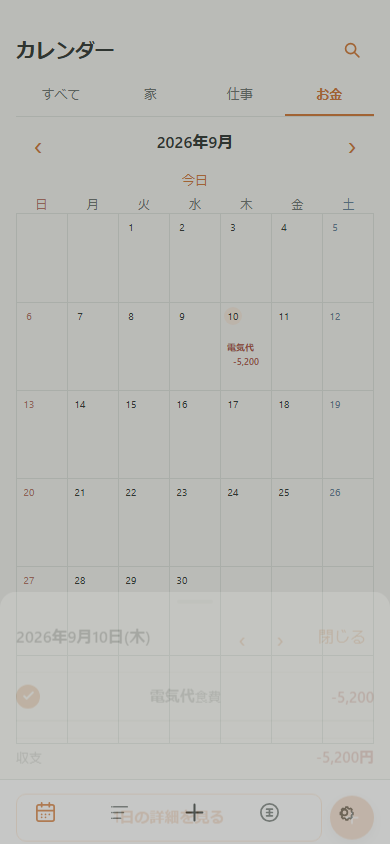 カレンダー
すべて 家 仕事 お金
‹ 2026年9月 ›
今日
日 月 火 水 木 金 土
1 2 3 4 5
6 7 8 9 10 11 12
電気代
-5,200
13 14 15 16 17 18 19
20 21 22 23 24 25 26
27 28 29 30
2026年9月10日(木) ‹ › 閉じる
電気代 -5,200
収支 -5,200円
日の詳細を見る